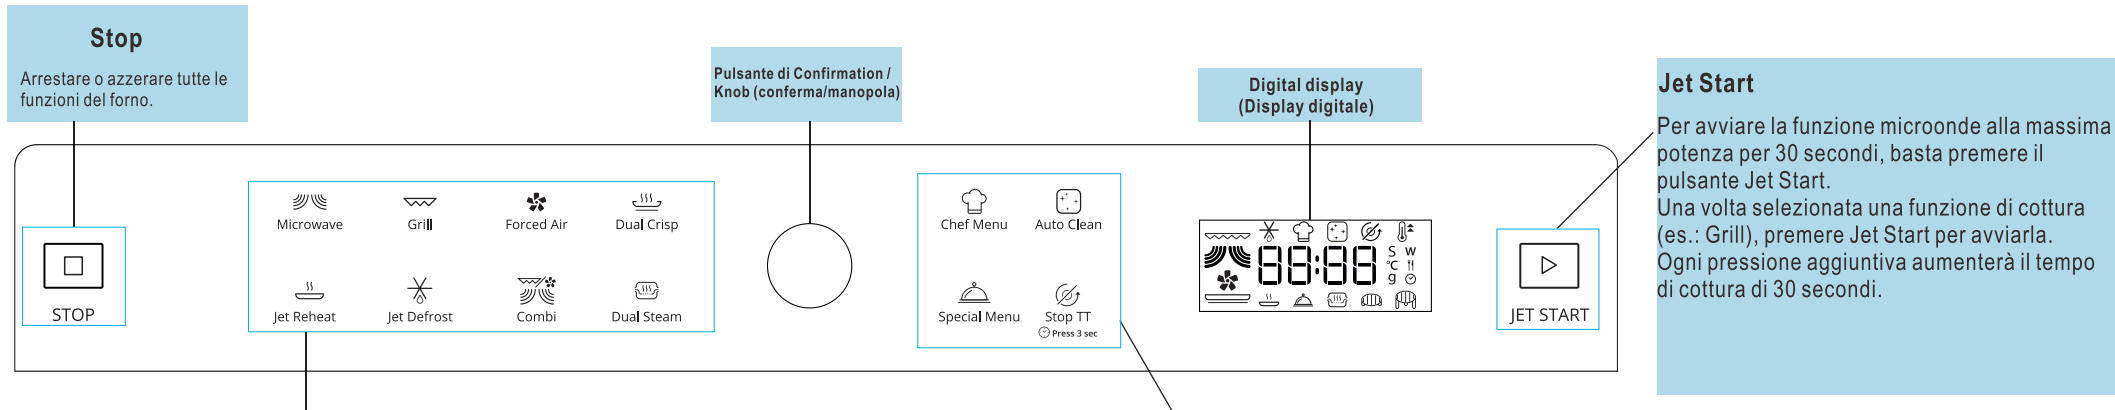 Stop
Arrestare o azzerare tutte le
funzioni del forno.
Pulsante di Confirmation /
Knob (conferma/manopola)
Digital display
(Display digitale)
Jet Start
Per avviare la funzione microonde alla massima
potenza per 30 secondi, basta premere il
pulsante Jet Start.
Una volta selezionata una funzione di cottura
(es.: Grill), premere Jet Start per avviarla.
Ogni pressione aggiuntiva aumenterà il tempo
di cottura di 30 secondi.
STOP
Microwave
Grill
Forced Air
Dual Crisp
Jet Reheat
Jet Defrost
Combi
Dual Steam
Chef Menu
Auto Clean
Special Menu
Stop TT
Press 3 sec
88:88
S W
°C
g
JET START